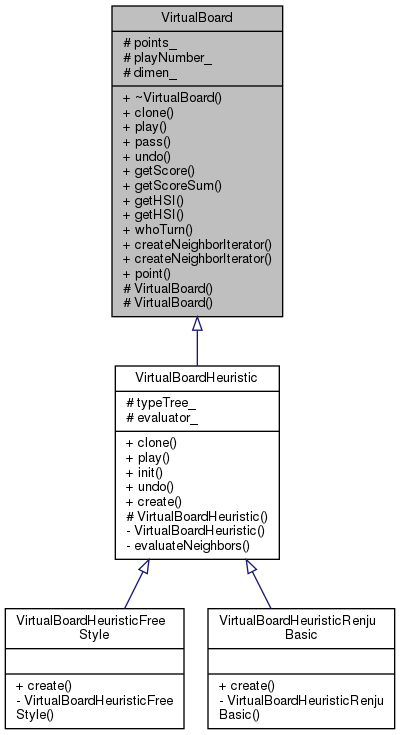 VirtualBoard
# points_
# playNumber_
# dimen_
+ ~VirtualBoard()
+ clone()
+ play()
+ pass()
+ undo()
+ getScore()
+ getScoreSum()
+ getHSI()
+ getHSI()
+ whoTurn()
+ createNeighborIterator()
+ createNeighborIterator()
+ point()
# VirtualBoard()
# VirtualBoard()
VirtualBoardHeuristic
# typeTree_
# evaluator_
+ clone()
+ play()
+ init()
+ undo()
+ create()
# VirtualBoardHeuristic()
- VirtualBoardHeuristic()
- evaluateNeighbors()
VirtualBoardHeuristicFree
Style
+ create()
- VirtualBoardHeuristicFree
Style()
VirtualBoardHeuristicRenju
Basic
+ create()
- VirtualBoardHeuristicRenju
Basic()